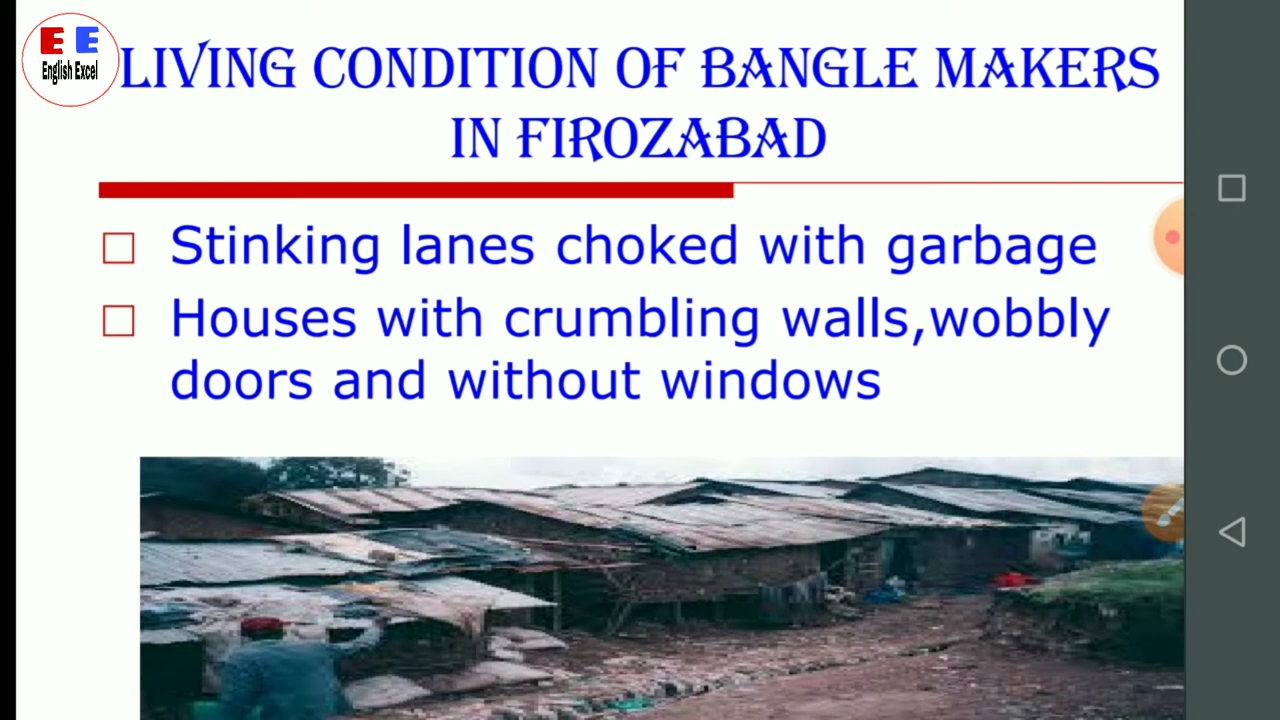 E E
English Excel
LIVING CONDITION OF BANGLE MAKERS
IN FIROZABAD
Stinking lanes choked with garbage
Houses with crumbling walls,wobbly
doors and without windows